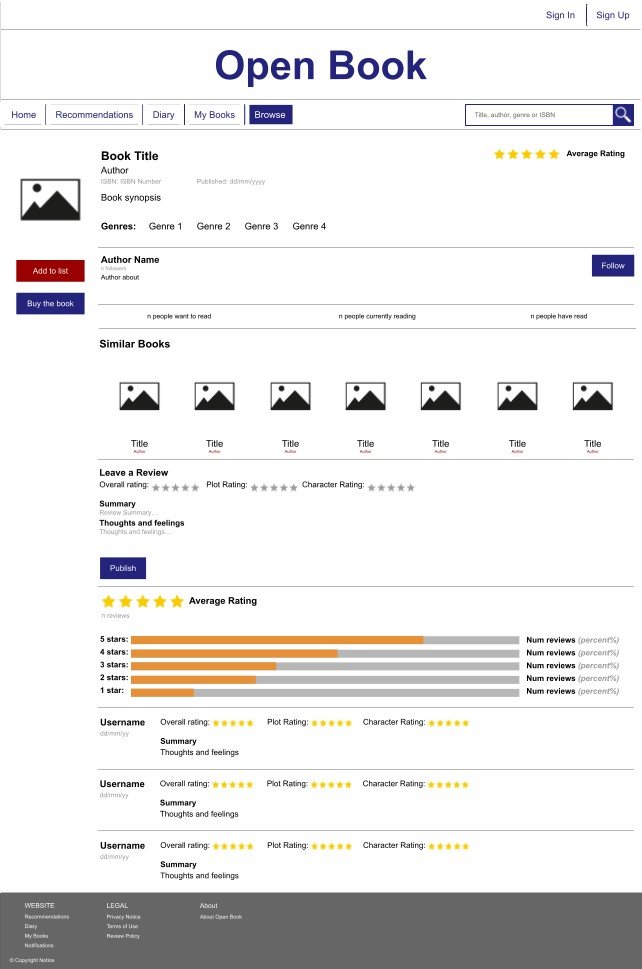 Sign In Sign Up
Open Book
Home Recommendations Diary My Books Browse Title, author, genre or ISBN
Book Title Average Rating
Author
ISBN: ISBN Number Published: dd/mm/yyyy
Book synopsis
Genres: Genre 1 Genre 2 Genre 3 Genre 4
Add to list
Buy the book
Author Name
n followers
Author about
Follow
n people want to read n people currently reading n people have read
Similar Books
Title Title Title Title Title Title Title
Author Author Author Author Author Author Author
Leave a Review
Overall rating: Plot Rating: Character Rating:
Summary
Review Summary...
Thoughts and feelings
Thoughts and feelings...
Publish
Average Rating
n reviews
5 stars: Num reviews (percent%)
4 stars: Num reviews (percent%)
3 stars: Num reviews (percent%)
2 stars: Num reviews (percent%)
1 star: Num reviews (percent%)
Username Overall rating: Plot Rating: Character Rating:
dd/mm/yy
Summary
Thoughts and feelings
Username Overall rating: Plot Rating: Character Rating:
dd/mm/yy
Summary
Thoughts and feelings
Username Overall rating: Plot Rating: Character Rating:
dd/mm/yy
Summary
Thoughts and feelings
WEBSITE LEGAL About
Recommendations Privacy Notice About Open Book
Diary Terms of Use
My Books Review Policy
Notifications
© Copyright Notice